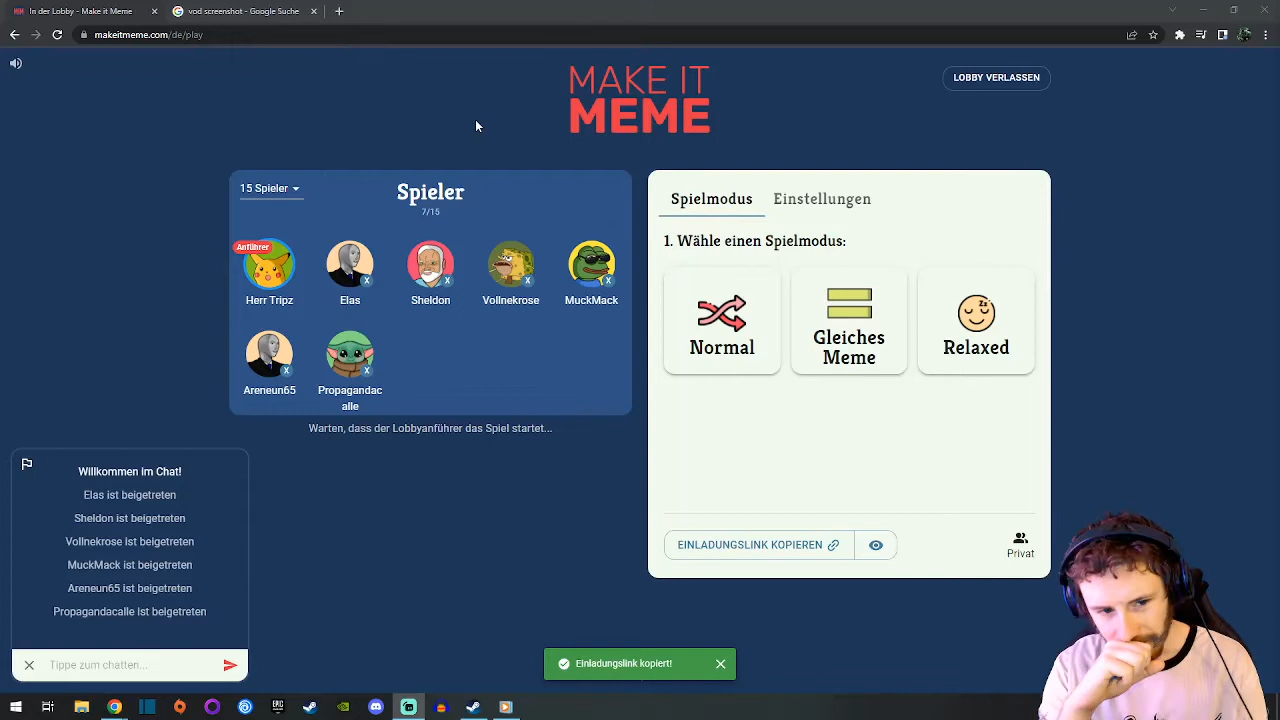 In der Lobby - Make it Meme
vod screenshot - Google Suche
makeitmeme.com/de/play
MAKE IT
MEME
LOBBY VERLASSEN
15 Spieler
Spieler
7/15
Anführer
Herr Tripz
Elas
Sheldon
Vollnekrose
MuckMack
Areneun65
Propagandac
alle
Warten, dass der Lobbyanführer das Spiel startet...
Spielmodus
Einstellungen
1. Wähle einen Spielmodus:
Normal
Gleiches
Meme
Relaxed
EINLADUNGSLINK KOPIEREN
Privat
Willkommen im Chat!
Elas ist beigetreten
Sheldon ist beigetreten
Vollnekrose ist beigetreten
MuckMack ist beigetreten
Areneun65 ist beigetreten
Propagandacalle ist beigetreten
Tippe zum chatten...
Einladungslink kopiert!